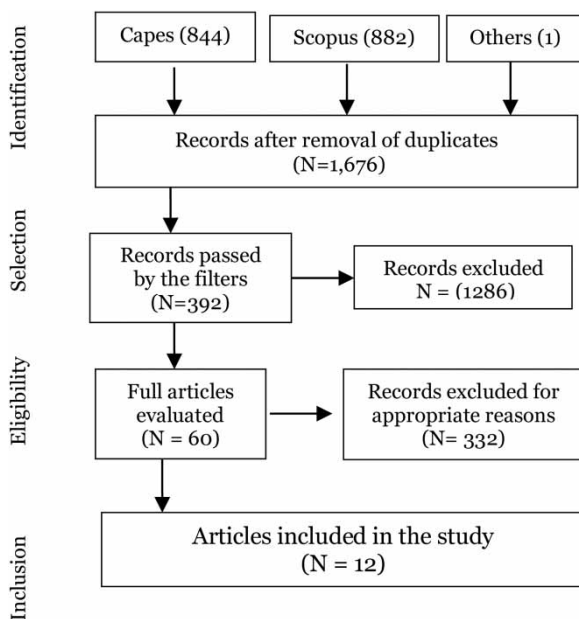 Identification
Capes (844)
Scopus (882)
Others (1)
Records after removal of duplicates
(N=1,676)
Selection
Records passed
by the filters
(N=392)
Records excluded
N = (1286)
Eligibility
Full articles
evaluated
(N = 60)
Records excluded for
appropriate reasons
(N= 332)
Inclusion
Articles included in the study
(N = 12)